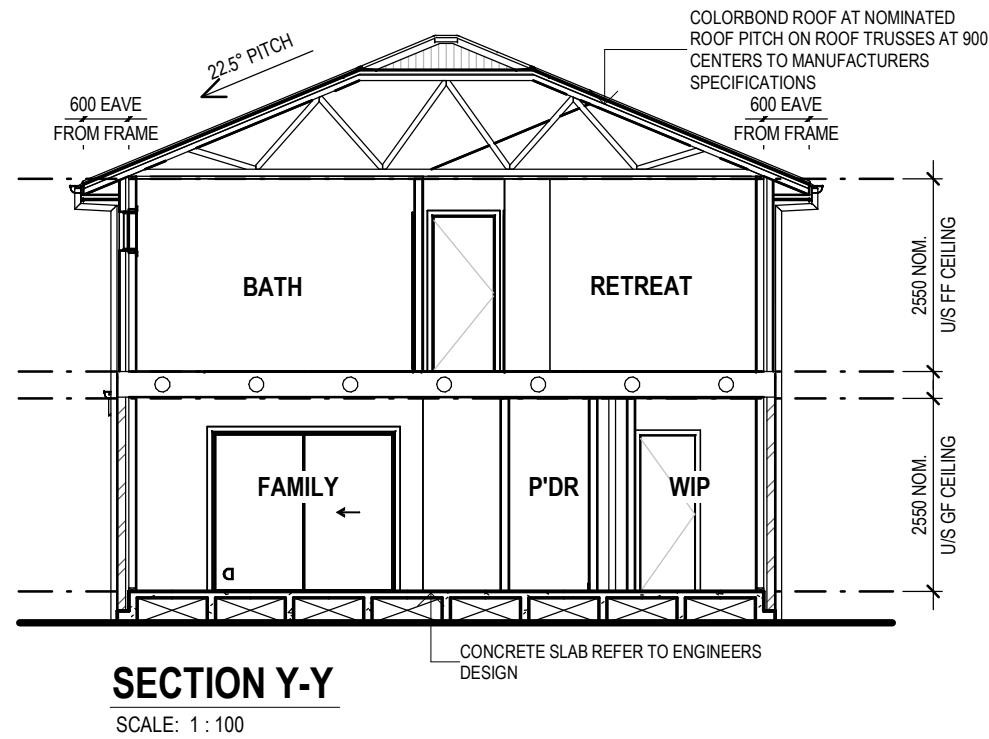 COLORBOND ROOF AT NOMINATED
ROOF PITCH ON ROOF TRUSSES AT 900
CENTERS TO MANUFACTURERS
SPECIFICATIONS
22.5° PITCH
600 EAVE
FROM FRAME
600 EAVE
FROM FRAME
BATH
RETREAT
2550 NOM.
U/S FF CEILING
FAMILY
P'DR
WIP
2550 NOM.
U/S GF CEILING
CONCRETE SLAB REFER TO ENGINEERS
DESIGN
SECTION Y-Y
SCALE: 1 : 100